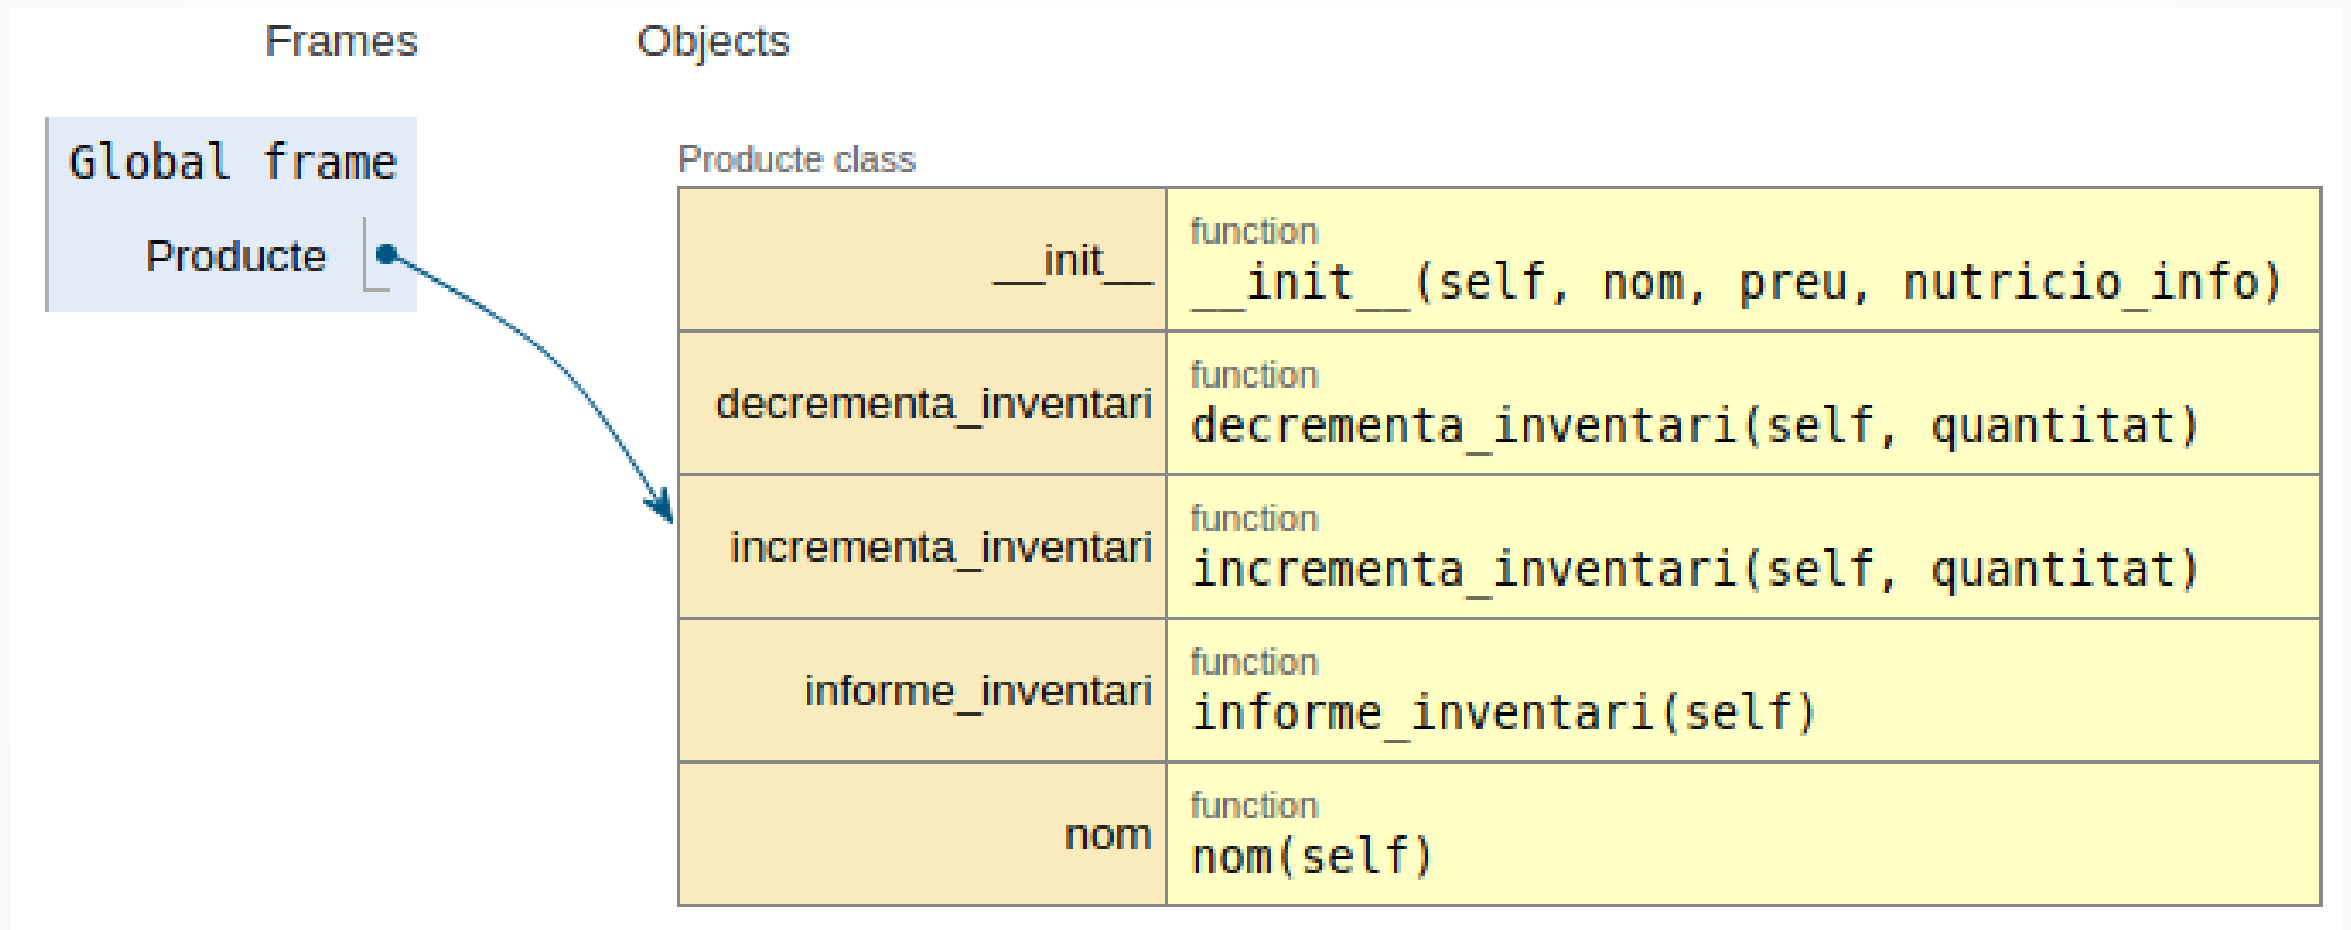 Frames
Objects
Global frame
Producte
Producte class
__init__
function
__init__(self, nom, preu, nutricio_info)
decrementa_inventari
function
decrementa_inventari(self, quantitat)
incrementa_inventari
function
incrementa_inventari(self, quantitat)
informe_inventari
function
informe_inventari(self)
nom
function
nom(self)